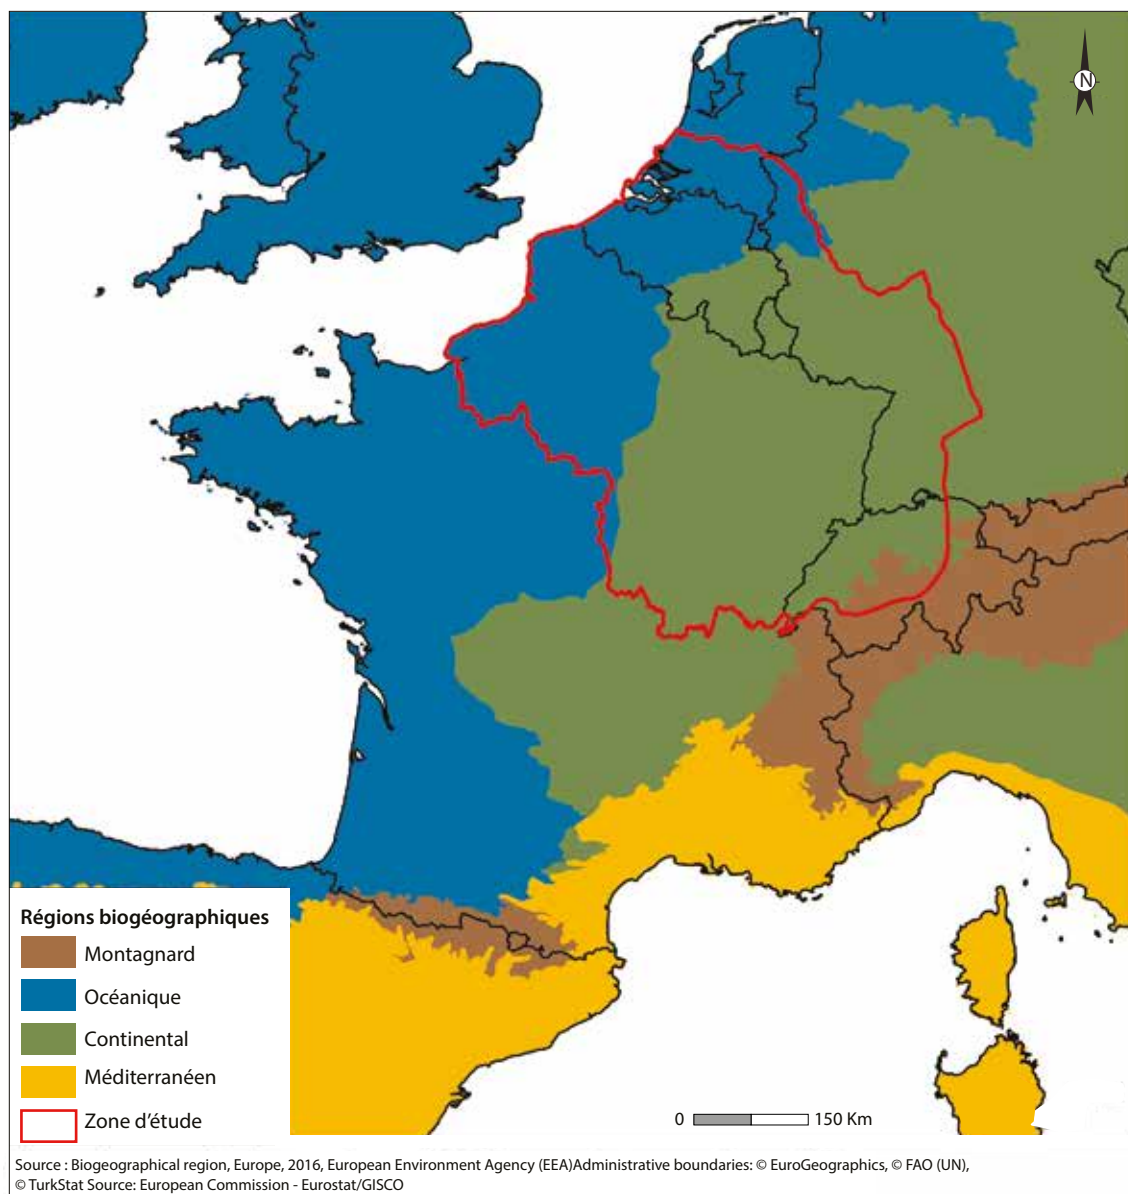 N
Régions biogéographiques
Montagnard
Océanique
Continental
Méditerranéen
Zone d'étude
0 150 Km
Source : Biogeographical region, Europe, 2016, European Environment Agency (EEA)Administrative boundaries: © EuroGeographics, © FAO (UN),
© TurkStat Source: European Commission - Eurostat/GISCO